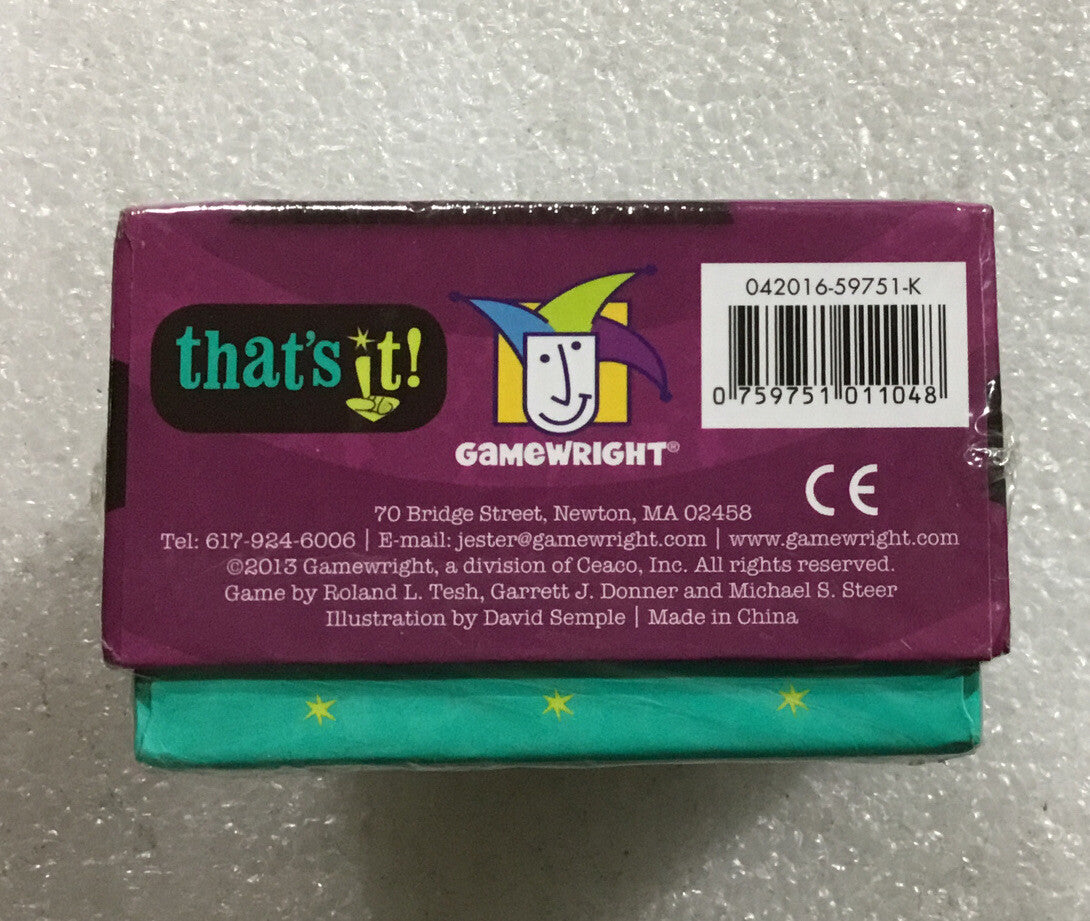 that's it!
GAMEWRIGHT®
042016-59751-K
0 759751 011048
CE
70 Bridge Street, Newton, MA 02458
Tel: 617-924-6006 | E-mail: jester@gamewright.com | www.gamewright.com
©2013 Gamewright, a division of Ceaco, Inc. All rights reserved.
Game by Roland L. Tesh, Garrett J. Donner and Michael S. Steer
Illustration by David Semple | Made in China